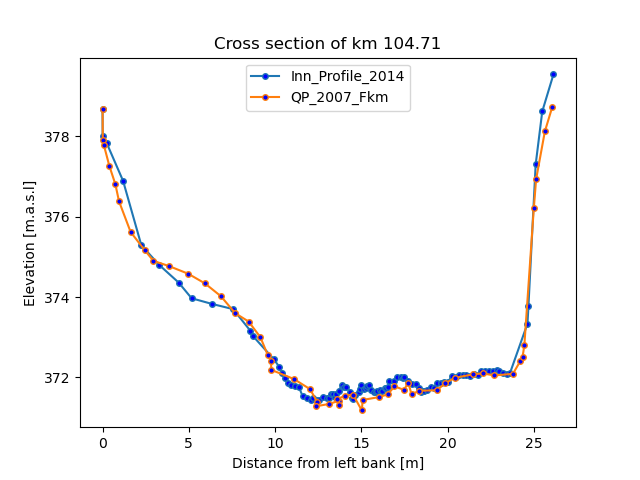 Cross section of km 104.71
Inn_Profile_2014
QP_2007_Fkm
378
376
374
372
Elevation [m.a.s.l]
0
5
10
15
20
25
Distance from left bank [m]